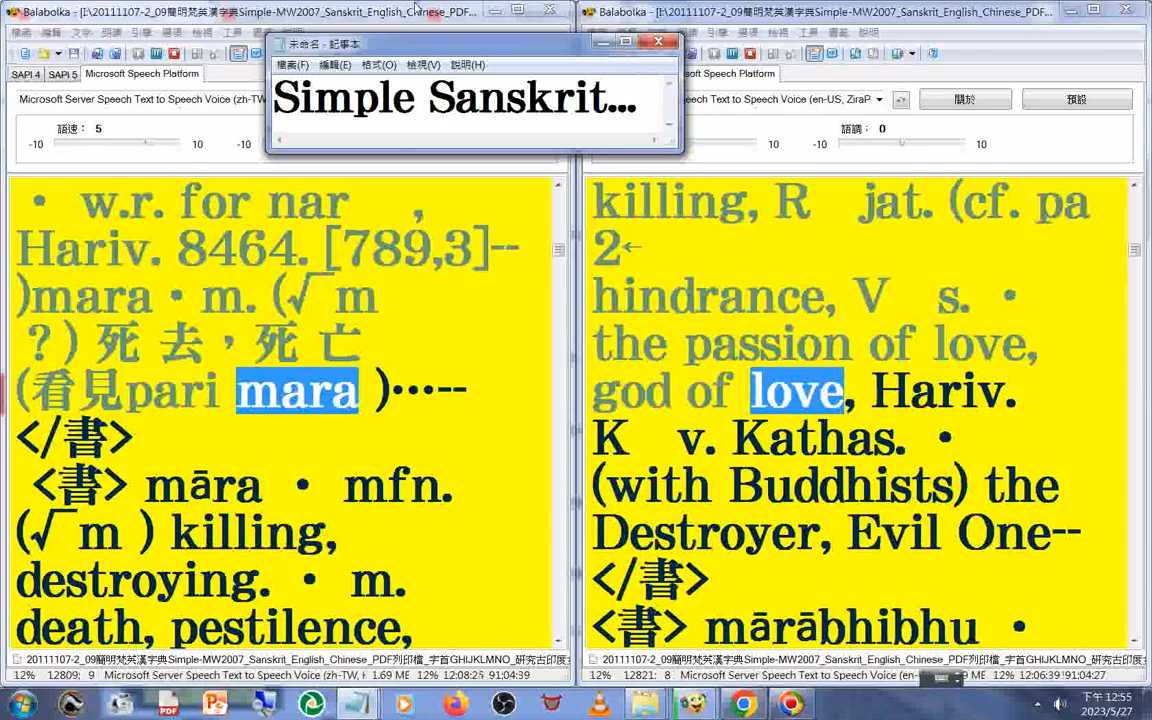 Balabolka - [I:\20111107-2_09簡明梵英漢字典Simple-MW2007_Sanskrit_English_Chinese_PDF...
SAPI 4 SAPI 5 Microsoft Speech Platform
Microsoft Server Speech Text to Speech Voice (zh-TW,
語速： 5
-10 10 -10
• w.r. for nar ,
Hariv. 8464. [789,3]--
)mara • m. (√ m
？) 死 去，死 亡
(看見pari mara )•••--
</書>
<書> māra • mfn.
(√ m ) killing,
destroying. • m.
death, pestilence,
20111107-2_09簡明梵英漢字典Simple-MW2007_Sanskrit_English_Chinese_PDF列印檔_字首GHIJKLMNO_研究古印度
12% 12809: 9 Microsoft Server Speech Text to Speech Voice (zh-TW, 1.69 ME 12% 12:08:25 91:04:39
未命名 - 記事本
檔案(F) 編輯(E) 格式(O) 檢視(V) 說明(H)
Simple Sanskrit...
Balabolka - [I:\20111107-2_09簡明梵英漢字典Simple-MW2007_Sanskrit_English_Chinese_PDF...
Speech Platform
ech Text to Speech Voice (en-US, ZiraP
關於 預設
語調： 0
10 -10 10
killing, R jat. (cf. pa
2←
hindrance, V s. •
the passion of love,
god of love, Hariv.
K v. Kathas. •
(with Buddhists) the
Destroyer, Evil One--
</書>
<書> mārābhibhu •
20111107-2_09簡明梵英漢字典Simple-MW2007_Sanskrit_English_Chinese_PDF列印檔_字首GHIJKLMNO_研究古印度
12% 12821: 8 Microsoft Server Speech Text to Speech Voice 12% 12:06:39 91:04:27
下午 12:55
2023/5/27